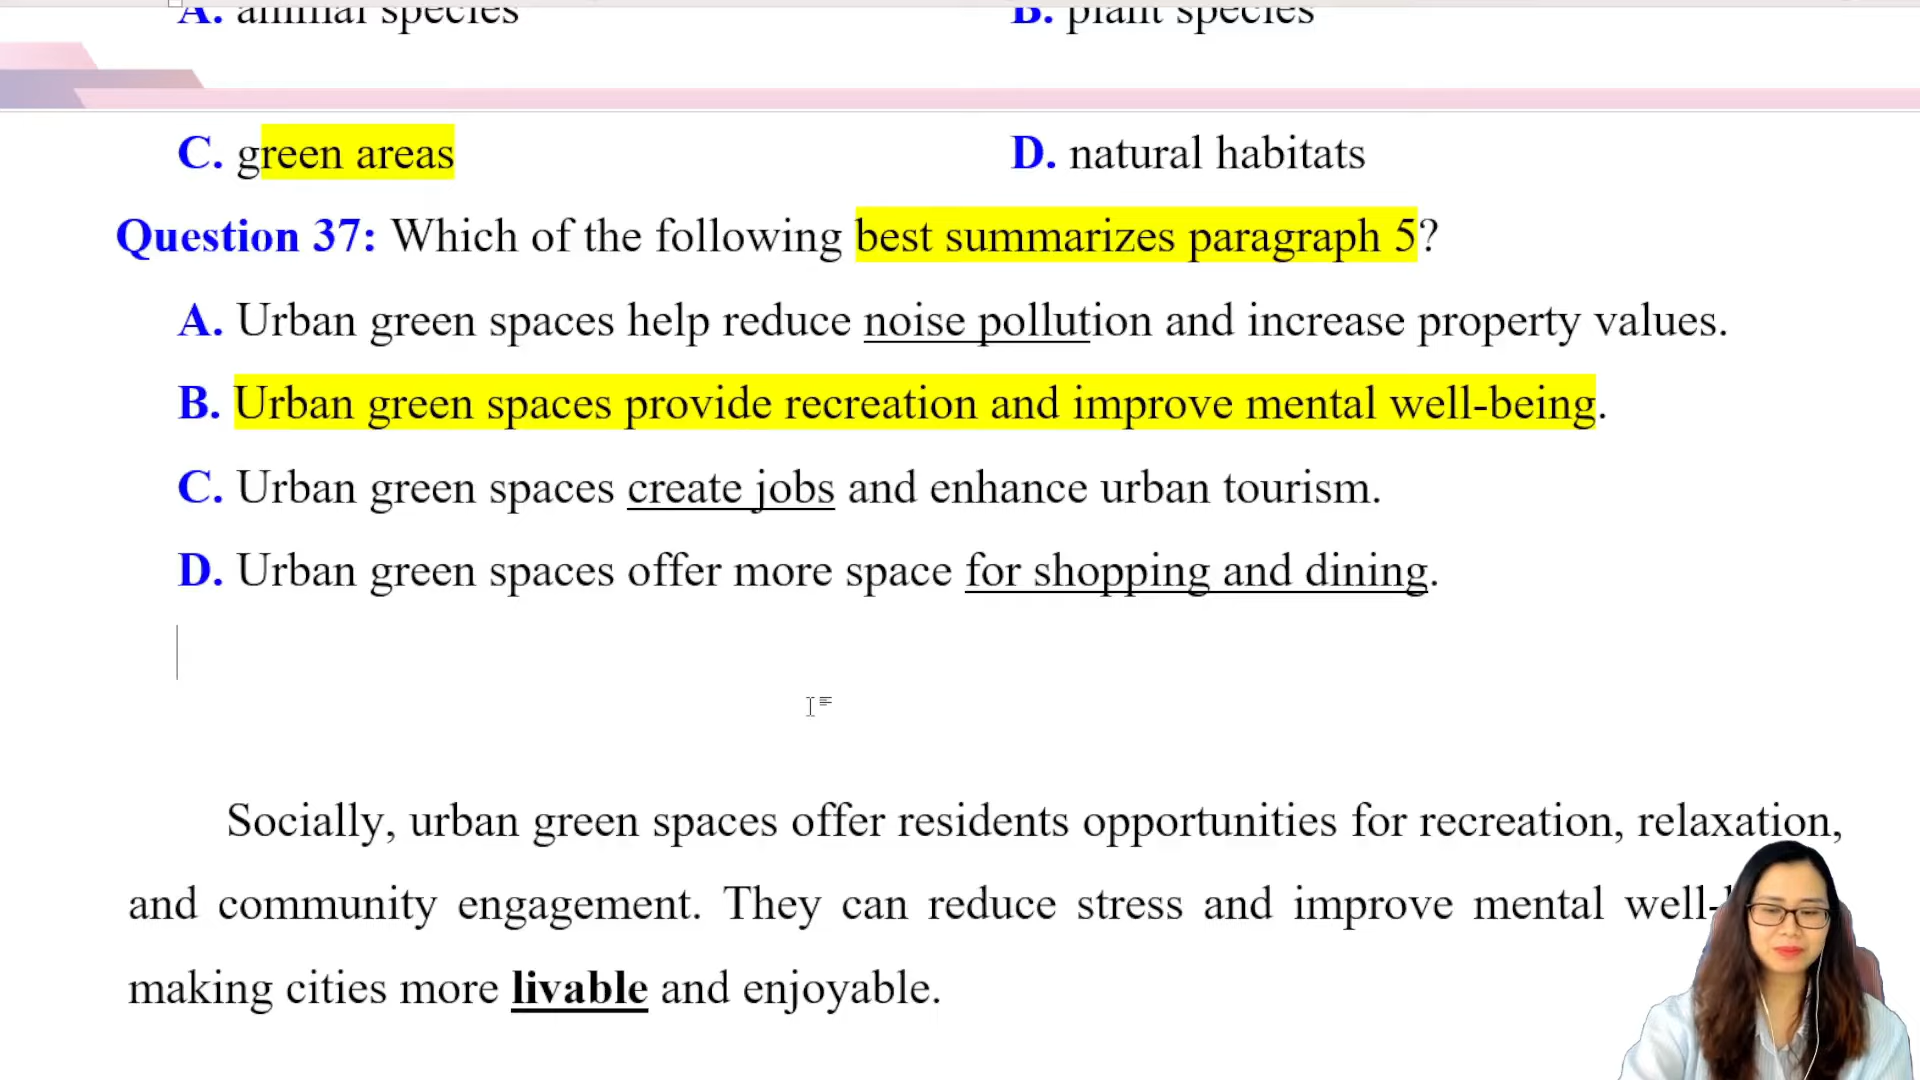 A. animal species B. plant species
C. green areas D. natural habitats
Question 37: Which of the following best summarizes paragraph 5?
A. Urban green spaces help reduce noise pollution and increase property values.
B. Urban green spaces provide recreation and improve mental well-being.
C. Urban green spaces create jobs and enhance urban tourism.
D. Urban green spaces offer more space for shopping and dining.
Socially, urban green spaces offer residents opportunities for recreation, relaxation,
and community engagement. They can reduce stress and improve mental well-
making cities more livable and enjoyable.